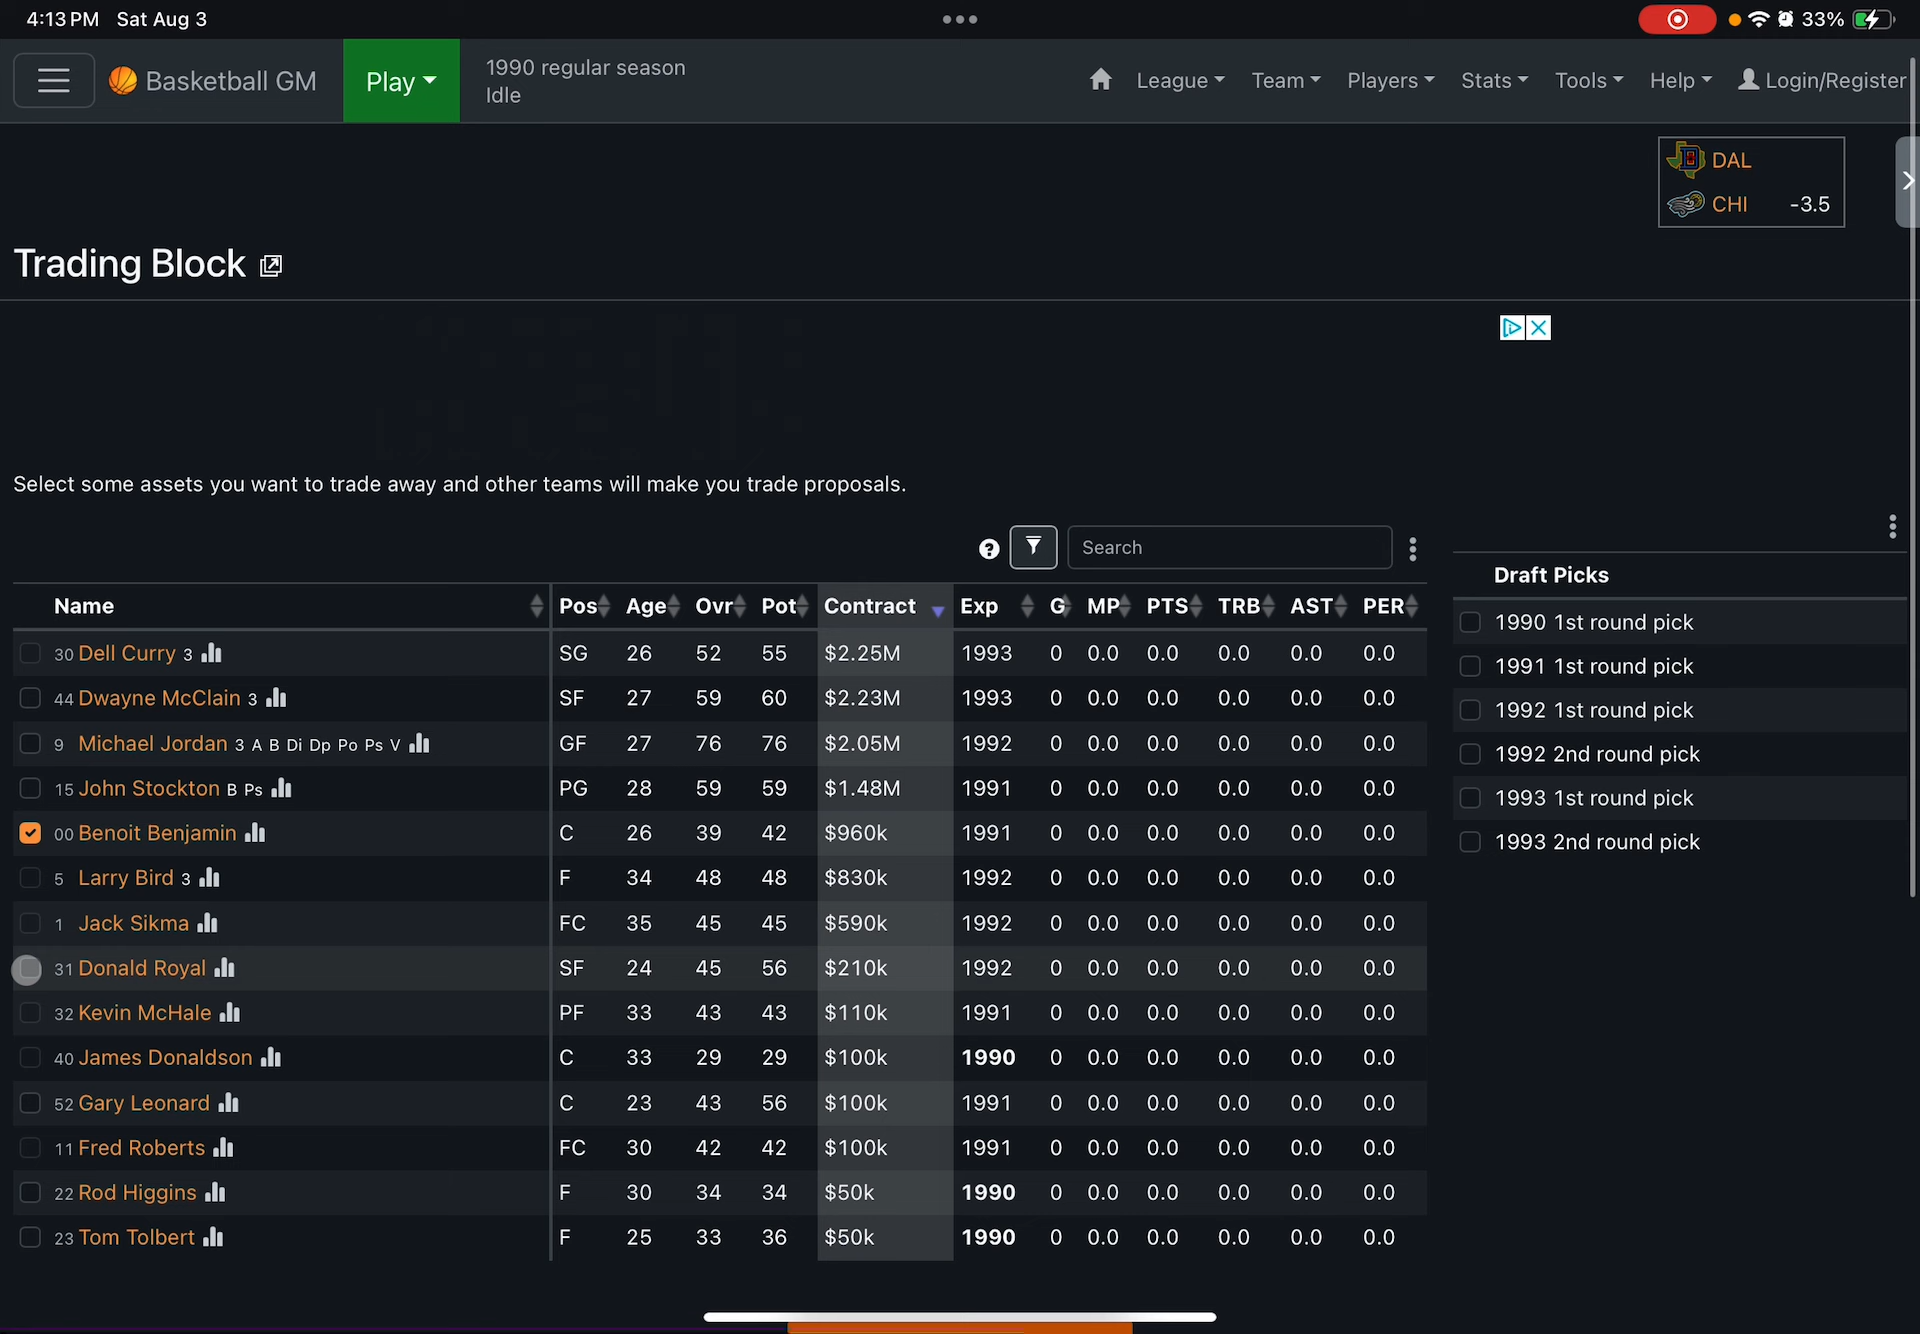 4:13 PM Sat Aug 3
33%
Basketball GM
Play
1990 regular season
Idle
League
Team
Players
Stats
Tools
Help
Login/Register
DAL
CHI -3.5
Trading Block
Select some assets you want to trade away and other teams will make you trade proposals.
?
Search
Name Pos Age Ovr Pot Contract Exp G MP PTS TRB AST PER
30 Dell Curry 3 SG 26 52 55 $2.25M 1993 0 0.0 0.0 0.0 0.0 0.0
44 Dwayne McClain 3 SF 27 59 60 $2.23M 1993 0 0.0 0.0 0.0 0.0 0.0
9 Michael Jordan 3 A B Di Dp Po Ps V GF 27 76 76 $2.05M 1992 0 0.0 0.0 0.0 0.0 0.0
15 John Stockton B Ps PG 28 59 59 $1.48M 1991 0 0.0 0.0 0.0 0.0 0.0
00 Benoit Benjamin C 26 39 42 $960k 1991 0 0.0 0.0 0.0 0.0 0.0
5 Larry Bird 3 F 34 48 48 $830k 1992 0 0.0 0.0 0.0 0.0 0.0
1 Jack Sikma FC 35 45 45 $590k 1992 0 0.0 0.0 0.0 0.0 0.0
31 Donald Royal SF 24 45 56 $210k 1992 0 0.0 0.0 0.0 0.0 0.0
32 Kevin McHale PF 33 43 43 $110k 1991 0 0.0 0.0 0.0 0.0 0.0
40 James Donaldson C 33 29 29 $100k 1990 0 0.0 0.0 0.0 0.0 0.0
52 Gary Leonard C 23 43 56 $100k 1991 0 0.0 0.0 0.0 0.0 0.0
11 Fred Roberts FC 30 42 42 $100k 1991 0 0.0 0.0 0.0 0.0 0.0
22 Rod Higgins F 30 34 34 $50k 1990 0 0.0 0.0 0.0 0.0 0.0
23 Tom Tolbert F 25 33 36 $50k 1990 0 0.0 0.0 0.0 0.0 0.0
Draft Picks
1990 1st round pick
1991 1st round pick
1992 1st round pick
1992 2nd round pick
1993 1st round pick
1993 2nd round pick